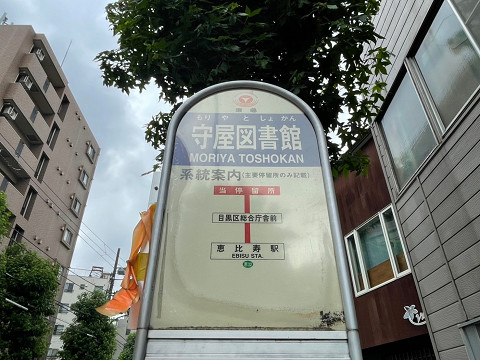 もりやとしょかん
守屋図書館
MORIYA TOSHOKAN
系統案内(主要停留所のみ記載)
当停留所
目黒区総合庁舎前
恵比寿駅
EBISU STA.